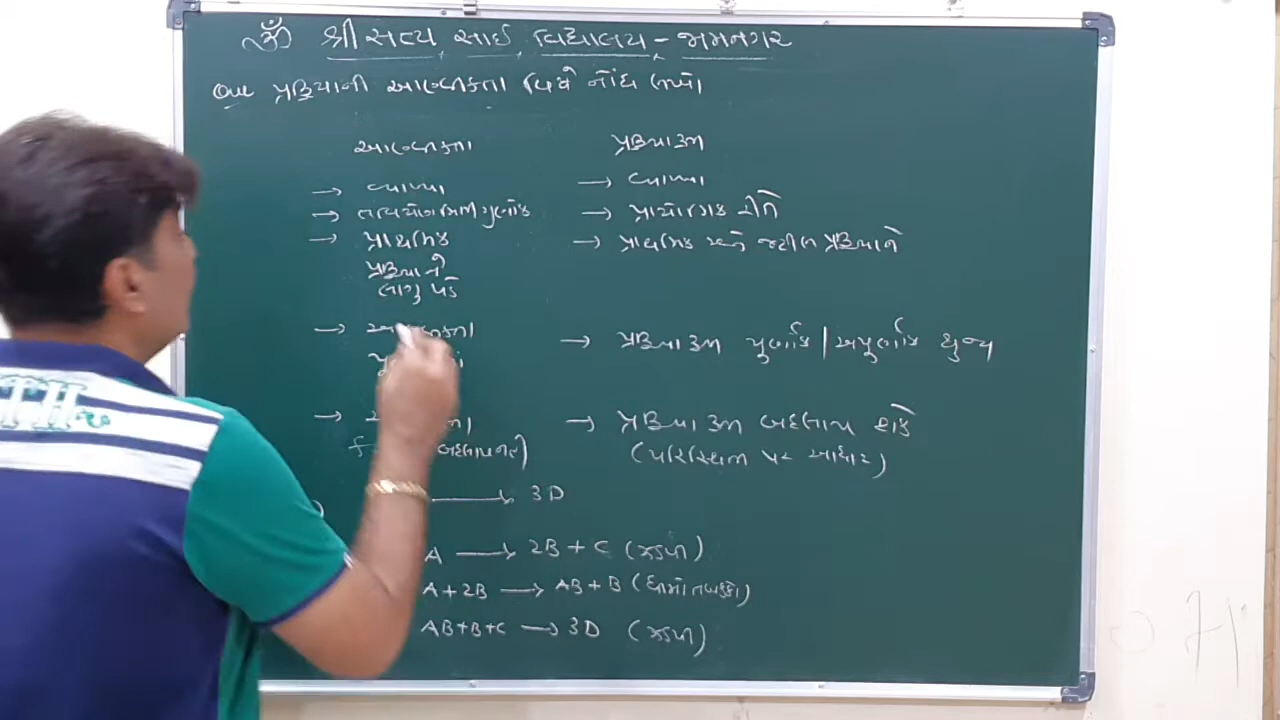 ૐ શ્રી સત્ય સાઈ વિદ્યાલય - જામનગર
Que પ્રક્રિયાની આણ્વીકતા વિષે નોંધ લખો
આણ્વીકતા પ્રક્રિયાક્રમ
→ વ્યાખ્યા → વ્યાખ્યા
→ તત્વયોગમિતિ ગુણાંક → પ્રાયોગિક રીતે
→ પ્રાથમિક → પ્રાથમિક અને જટીલ પ્રક્રિયાને
પ્રક્રિયાને
લાગુ પડે
→ → પ્રક્રિયાક્રમ પૂર્ણાંક | અપૂર્ણાંક શુન્ય
→ → પ્રક્રિયાક્રમ બદલાય શકે
બદલાય નહી) (પરિસ્થિતિ પર આધાર)
⟶ 3D
A ⟶ 2B + C (ઝડપી)
A + 2B ⟶ AB + B (ધીમો તબક્કો)
AB + B + C ⟶ 3D (ઝડપી)